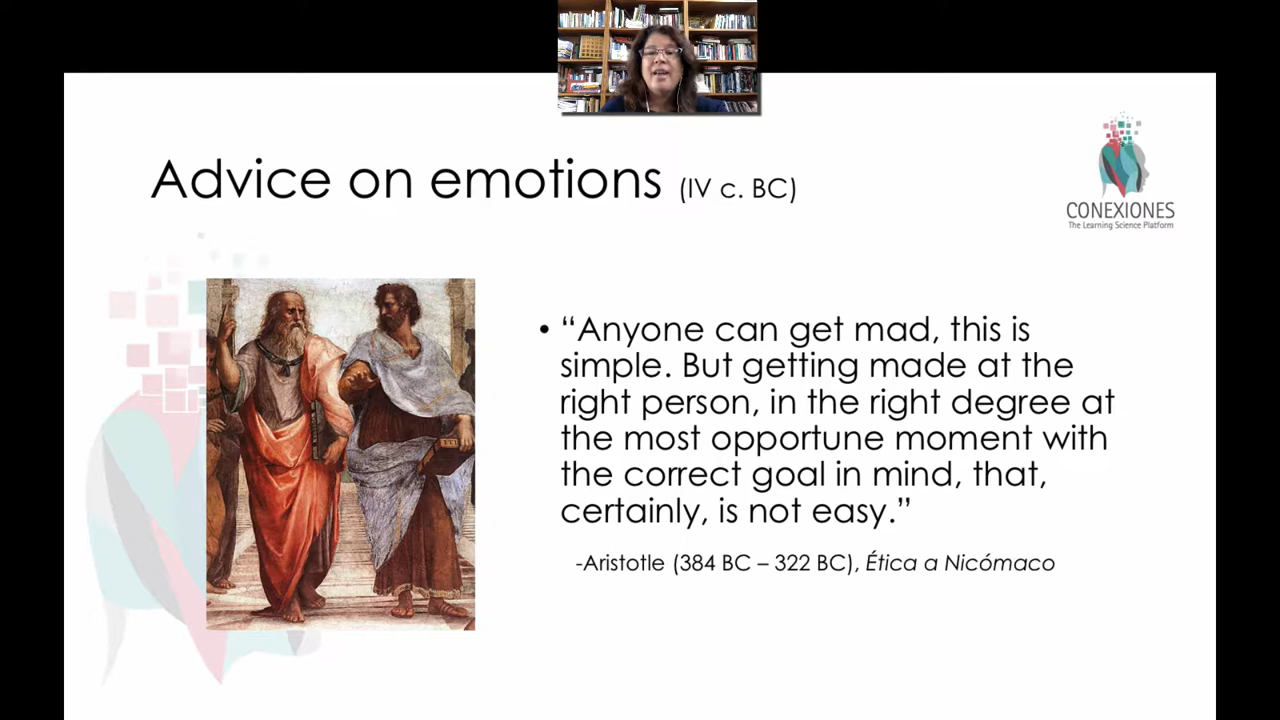 Advice on emotions (IV c. BC)
CONEXIONES
The Learning Science Platform
• “Anyone can get mad, this is
simple. But getting made at the
right person, in the right degree at
the most opportune moment with
the correct goal in mind, that,
certainly, is not easy.”
-Aristotle (384 BC – 322 BC), Ética a Nicómaco